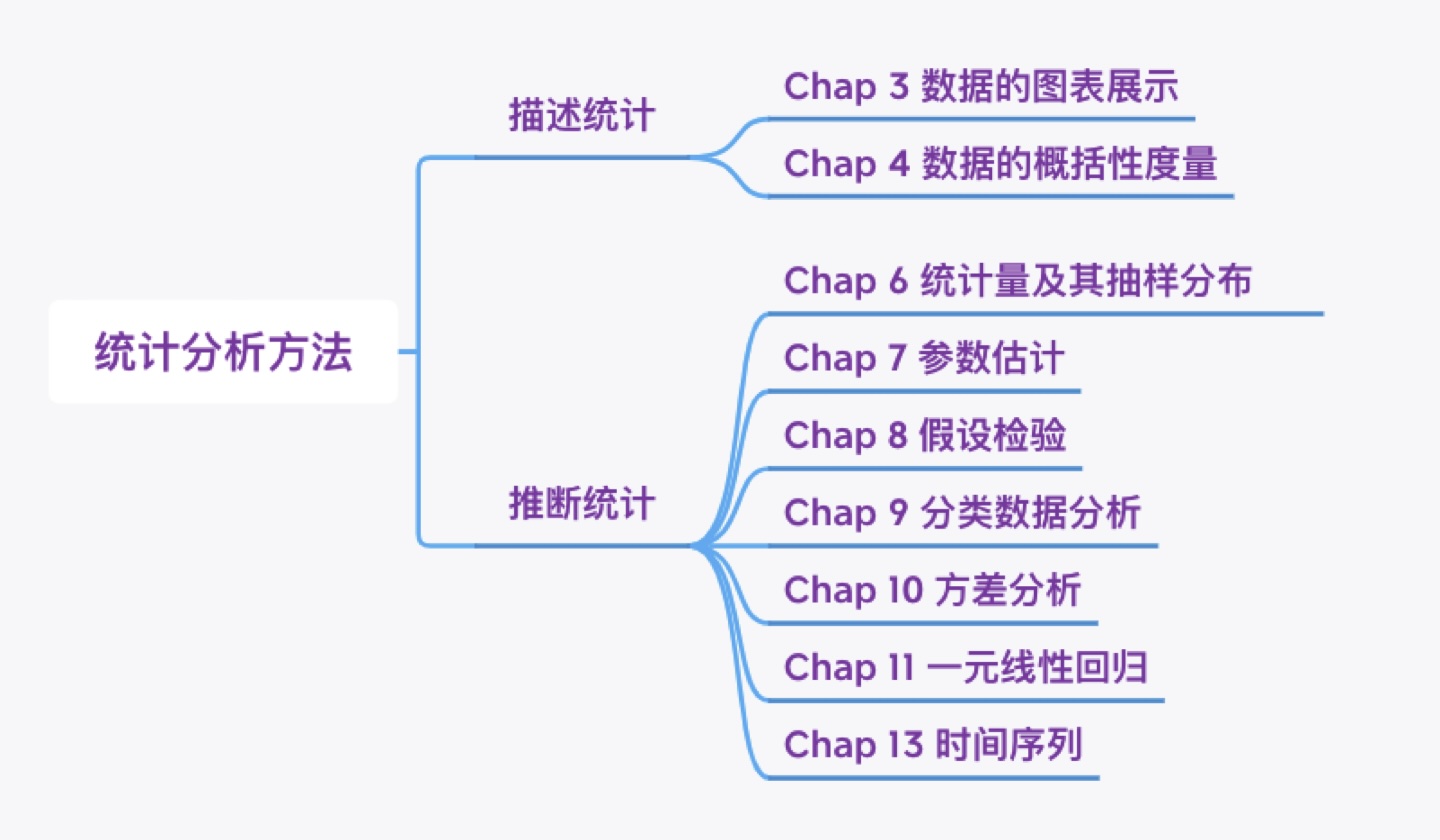 描述统计
Chap 3 数据的图表展示
Chap 4 数据的概括性度量
统计分析方法
推断统计
Chap 6 统计量及其抽样分布
Chap 7 参数估计
Chap 8 假设检验
Chap 9 分类数据分析
Chap 10 方差分析
Chap 11 一元线性回归
Chap 13 时间序列